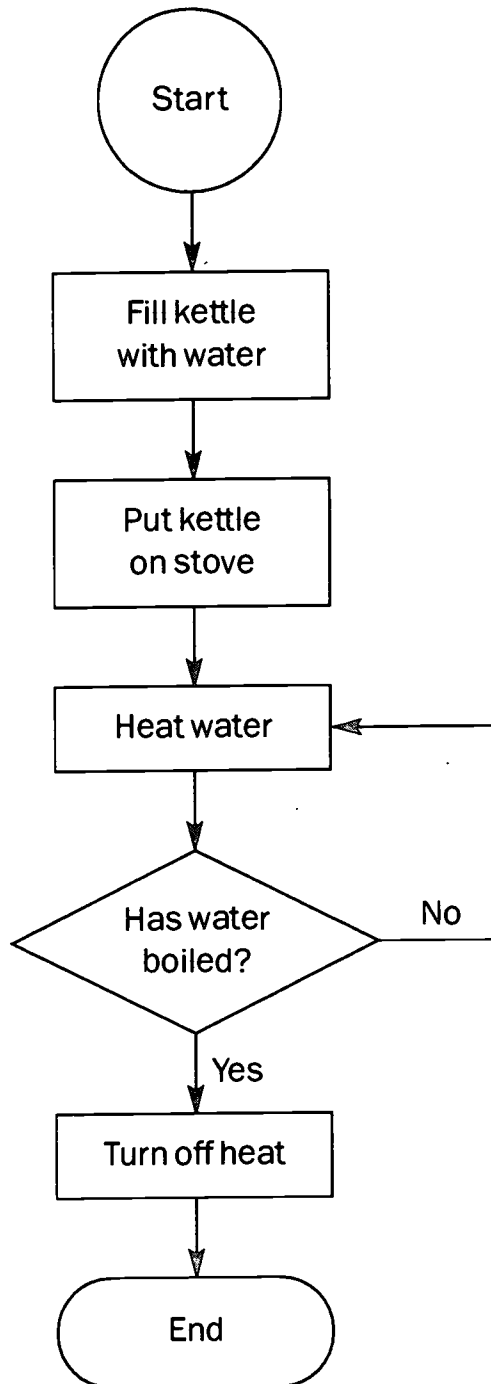 Start
Fill kettle
with water
Put kettle
on stove
Heat water
Has water
boiled?
No
Yes
Turn off heat
End